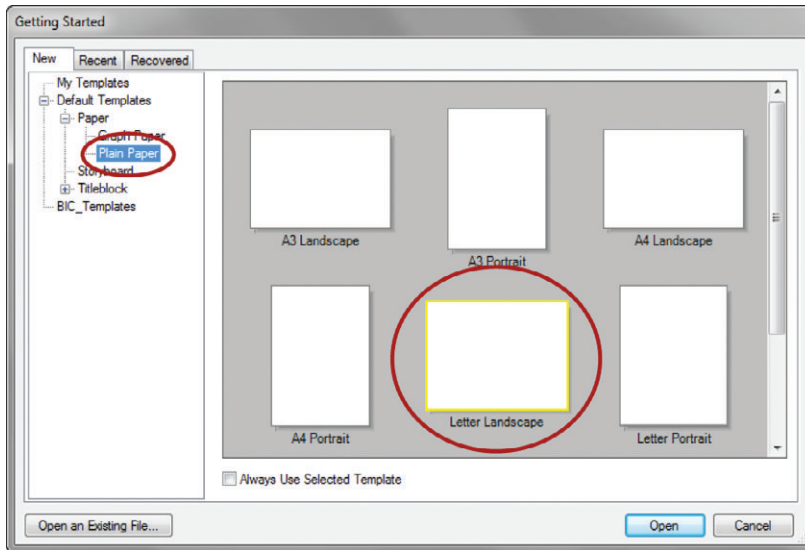 Getting Started
New Recent Recovered
My Templates
Default Templates
Paper
Graph Paper
Plain Paper
Storyboard
Titleblock
BIC_Templates
A3 Landscape
A3 Portrait
A4 Landscape
A4 Portrait
Letter Landscape
Letter Portrait
Always Use Selected Template
Open an Existing File...
Open Cancel